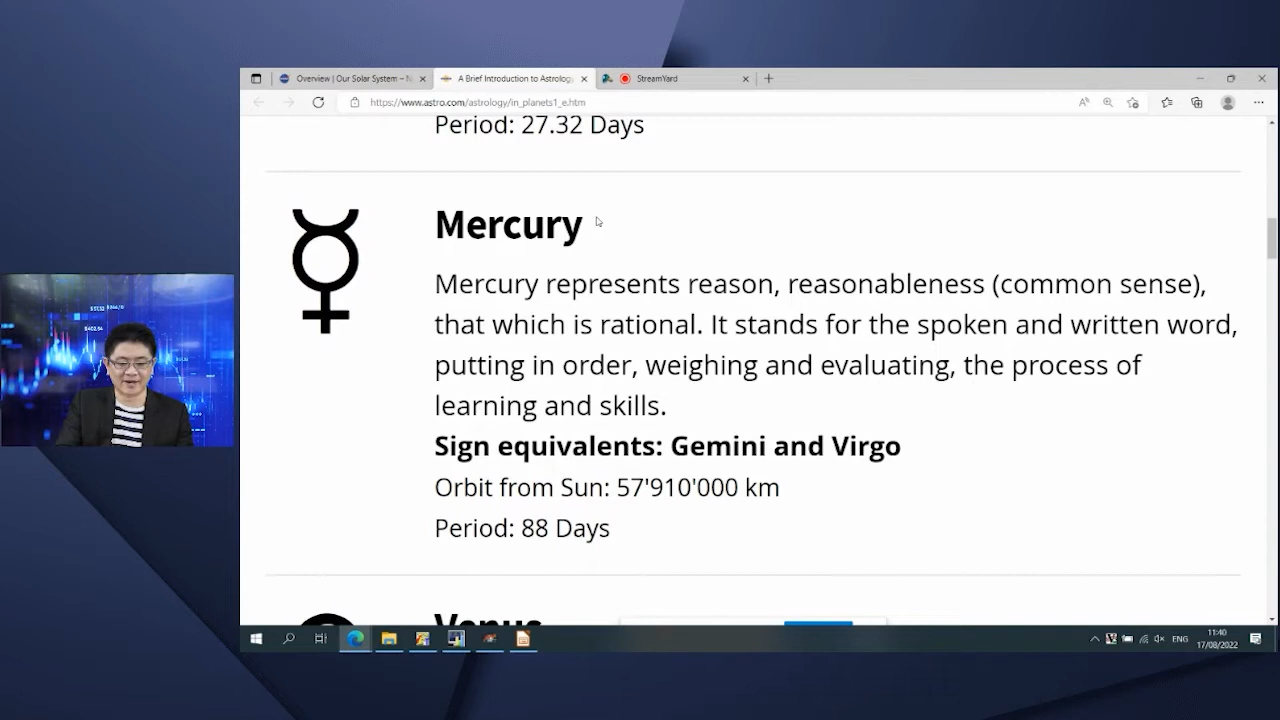 Overview | Our Solar System – N
A Brief Introduction to Astrology
StreamYard
https://www.astro.com/astrology/in_planets1_e.htm
Period: 27.32 Days
Mercury
Mercury represents reason, reasonableness (common sense),
that which is rational. It stands for the spoken and written word,
putting in order, weighing and evaluating, the process of
learning and skills.
Sign equivalents: Gemini and Virgo
Orbit from Sun: 57'910'000 km
Period: 88 Days
Venus
ENG
11:40
17/08/2022